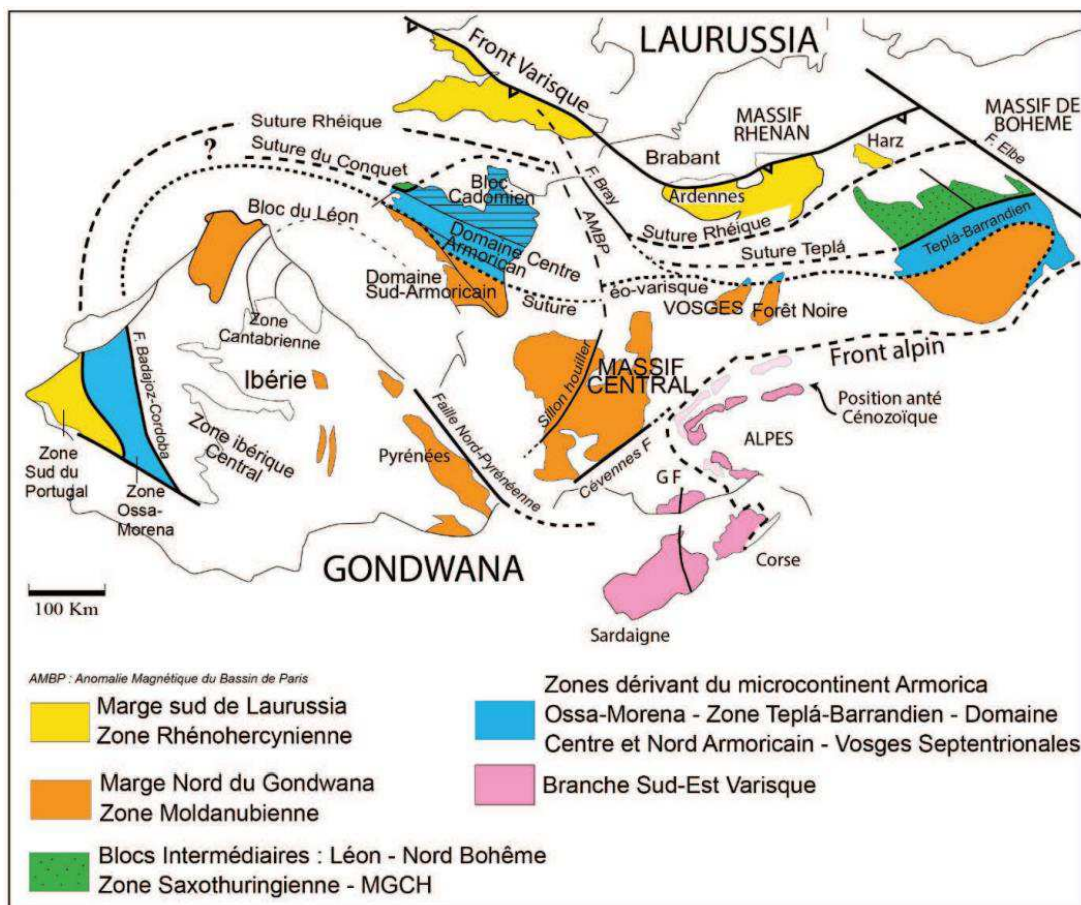 LAURUSSIA
Front Varisque
MASSIF
RHENAN
MASSIF DE
BOHEME
Harz
F. Elbe
Suture Rhéique
?
Suture du Conquet
Brabant
F. Bray
Ardennes
Bloc
Cadomien
AMBP
Suture Rhéique
Teplá-Barrandien
Bloc du Léon
Domaine Centre
Armorican
Suture Teplá
Domaine
Sud-Armoricain
Suture
éo-varisque
VOSGES
Forêt Noire
Zone
Cantabrienne
Front alpin
F. Badajoz-Cordoba
Ibérie
Sillon houiller
MASSIF
CENTRAL
Position anté
Cénozoïque
Faille Nord-Pyrénéenne
Zone ibérique
Central
ALPES
Pyrénées
Cévennes F
Zone
Sud du
Portugal
Zone
Ossa-
Morena
G F
GONDWANA
Corse
100 Km
Sardaigne
AMBP : Anomalie Magnétique du Bassin de Paris
Marge sud de Laurussia
Zone Rhénohercynienne
Marge Nord du Gondwana
Zone Moldanubienne
Blocs Intermédiaires : Léon - Nord Bohême
Zone Saxothuringienne - MGCH
Zones dérivant du microcontinent Armorica
Ossa-Morena - Zone Teplá-Barrandien - Domaine
Centre et Nord Armoricain - Vosges Septentrionales
Branche Sud-Est Varisque